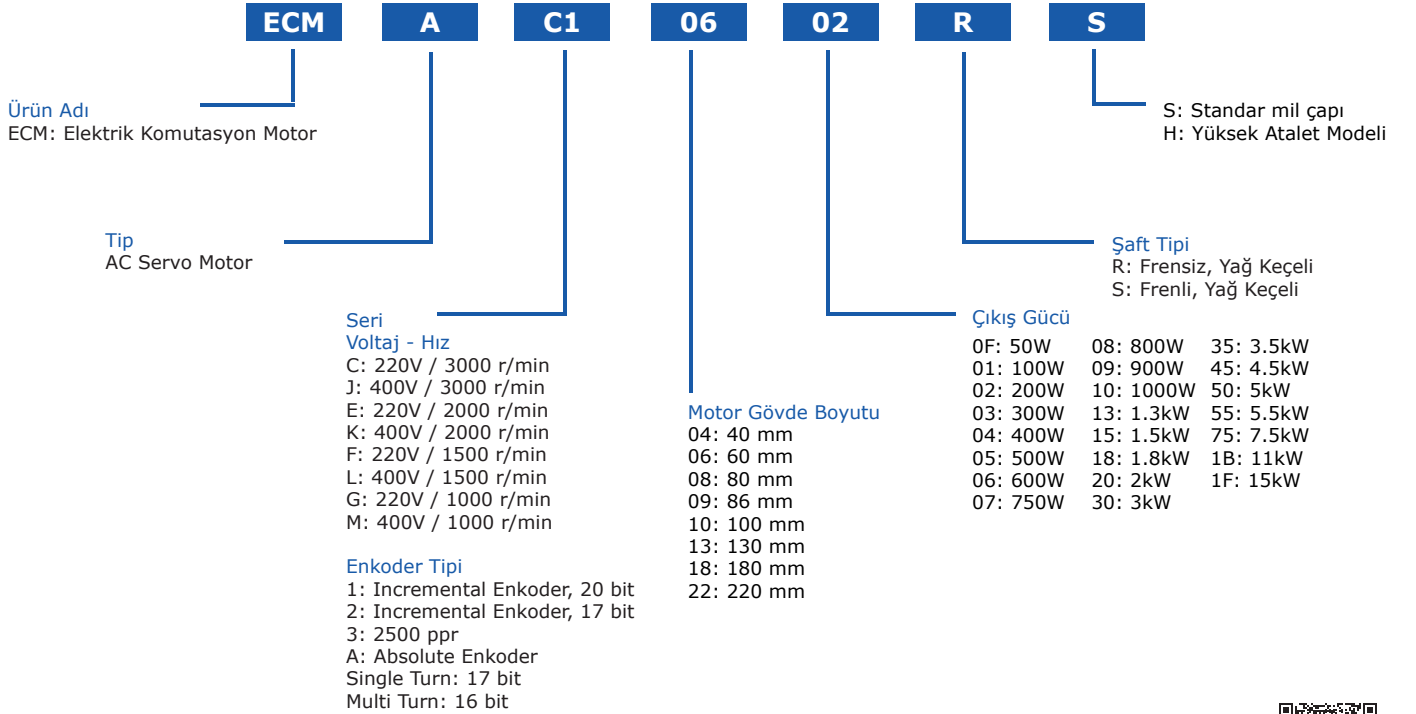 ECM A C1 06 02 R S
Ürün Adı
ECM: Elektrik Komutasyon Motor
S: Standar mil çapı
H: Yüksek Atalet Modeli
Tip
AC Servo Motor
Şaft Tipi
R: Frensiz, Yağ Keçeli
S: Frenli, Yağ Keçeli
Seri
Voltaj - Hız
C: 220V / 3000 r/min
J: 400V / 3000 r/min
E: 220V / 2000 r/min
K: 400V / 2000 r/min
F: 220V / 1500 r/min
L: 400V / 1500 r/min
G: 220V / 1000 r/min
M: 400V / 1000 r/min
Enkoder Tipi
1: Incremental Enkoder, 20 bit
2: Incremental Enkoder, 17 bit
3: 2500 ppr
A: Absolute Enkoder
Single Turn: 17 bit
Multi Turn: 16 bit
Motor Gövde Boyutu
04: 40 mm
06: 60 mm
08: 80 mm
09: 86 mm
10: 100 mm
13: 130 mm
18: 180 mm
22: 220 mm
Çıkış Gücü
0F: 50W 08: 800W 35: 3.5kW
01: 100W 09: 900W 45: 4.5kW
02: 200W 10: 1000W 50: 5kW
03: 300W 13: 1.3kW 55: 5.5kW
04: 400W 15: 1.5kW 75: 7.5kW
05: 500W 18: 1.8kW 1B: 11kW
06: 600W 20: 2kW 1F: 15kW
07: 750W 30: 3kW